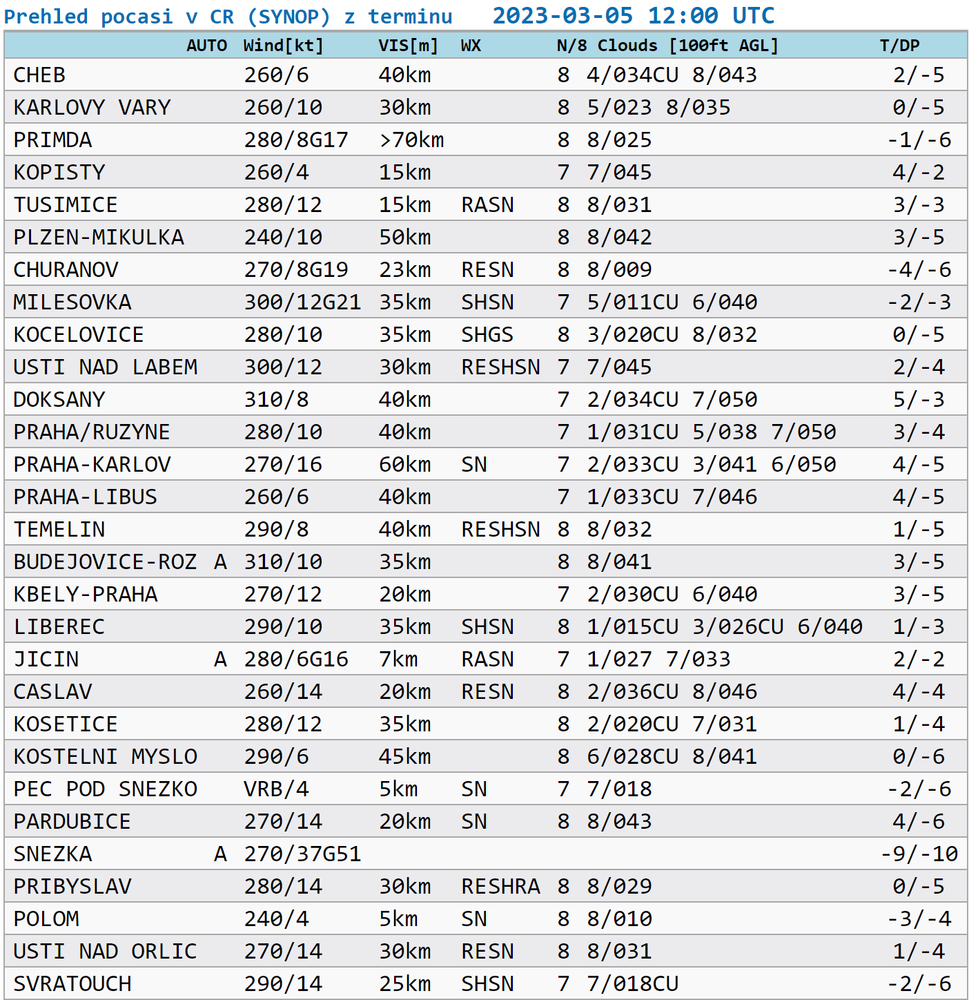 Prehled pocasi v CR (SYNOP) z terminu 2023-03-05 12:00 UTC
AUTO Wind[kt] VIS[m] WX N/8 Clouds [100ft AGL] T/DP
CHEB 260/6 40km 8 4/034CU 8/043 2/-5
KARLOVY VARY 260/10 30km 8 5/023 8/035 0/-5
PRIMDA 280/8G17 >70km 8 8/025 -1/-6
KOPISTY 260/4 15km 7 7/045 4/-2
TUSIMICE 280/12 15km RASN 8 8/031 3/-3
PLZEN-MIKULKA 240/10 50km 8 8/042 3/-5
CHURANOV 270/8G19 23km RESN 8 8/009 -4/-6
MILESOVKA 300/12G21 35km SHSN 7 5/011CU 6/040 -2/-3
KOCELOVICE 280/10 35km SHGS 8 3/020CU 8/032 0/-5
USTI NAD LABEM 300/12 30km RESHSN 7 7/045 2/-4
DOKSANY 310/8 40km 7 2/034CU 7/050 5/-3
PRAHA/RUZYNE 280/10 40km 7 1/031CU 5/038 7/050 3/-4
PRAHA-KARLOV 270/16 60km SN 7 2/033CU 3/041 6/050 4/-5
PRAHA-LIBUS 260/6 40km 7 1/033CU 7/046 4/-5
TEMELIN 290/8 40km RESHSN 8 8/032 1/-5
BUDEJOVICE-ROZ A 310/10 35km 8 8/041 3/-5
KBELY-PRAHA 270/12 20km 7 2/030CU 6/040 3/-5
LIBEREC 290/10 35km SHSN 8 1/015CU 3/026CU 6/040 1/-3
JICIN A 280/6G16 7km RASN 7 1/027 7/033 2/-2
CASLAV 260/14 20km RESN 8 2/036CU 8/046 4/-4
KOSETICE 280/12 35km 8 2/020CU 7/031 1/-4
KOSTELNI MYSLO 290/6 45km 8 6/028CU 8/041 0/-6
PEC POD SNEZKO VRB/4 5km SN 7 7/018 -2/-6
PARDUBICE 270/14 20km SN 8 8/043 4/-6
SNEZKA A 270/37G51 -9/-10
PRIBYSLAV 280/14 30km RESHRA 8 8/029 0/-5
POLOM 240/4 5km SN 8 8/010 -3/-4
USTI NAD ORLIC 270/14 30km RESN 8 8/031 1/-4
SVRATOUCH 290/14 25km SHSN 7 7/018CU -2/-6